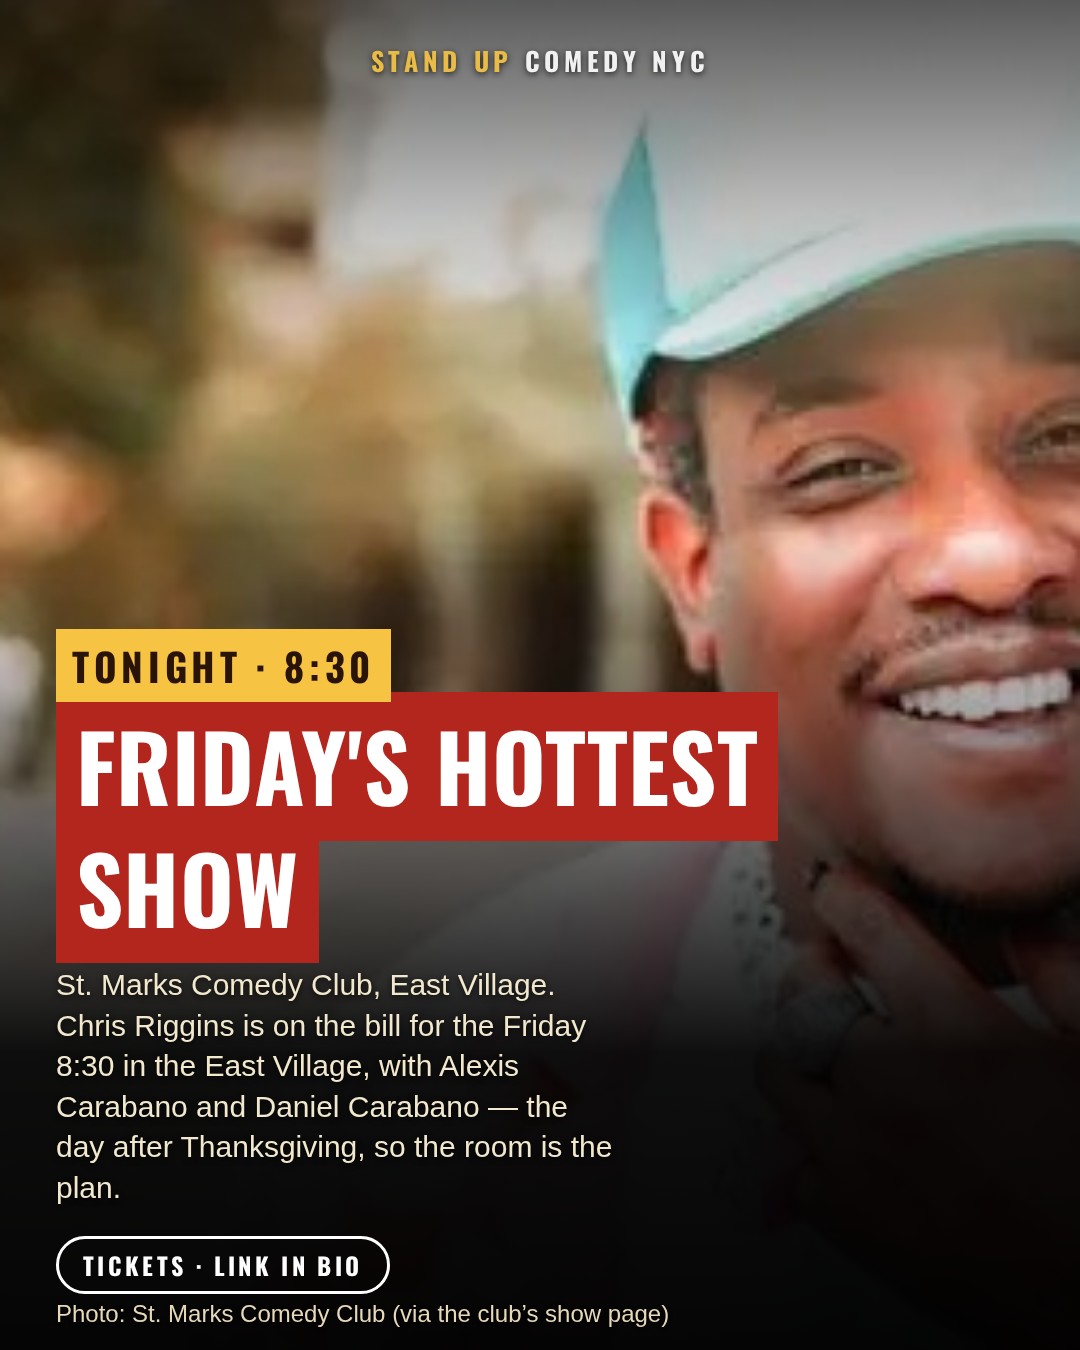 STAND UP COMEDY NYC
TONIGHT · 8:30
FRIDAY'S HOTTEST
SHOW
St. Marks Comedy Club, East Village.
Chris Riggins is on the bill for the Friday
8:30 in the East Village, with Alexis
Carabano and Daniel Carabano — the
day after Thanksgiving, so the room is the
plan.
TICKETS · LINK IN BIO
Photo: St. Marks Comedy Club (via the club’s show page)